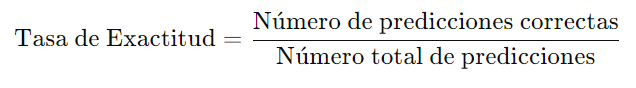 Tasa de Exactitud = Número de predicciones correctas
Número total de predicciones